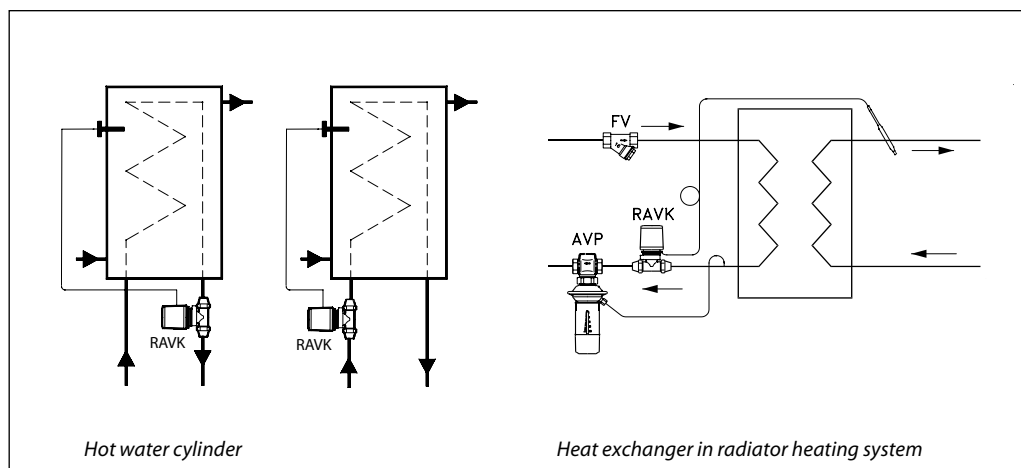 FV
RAVK
AVP
RAVK
RAVK
Hot water cylinder
Heat exchanger in radiator heating system